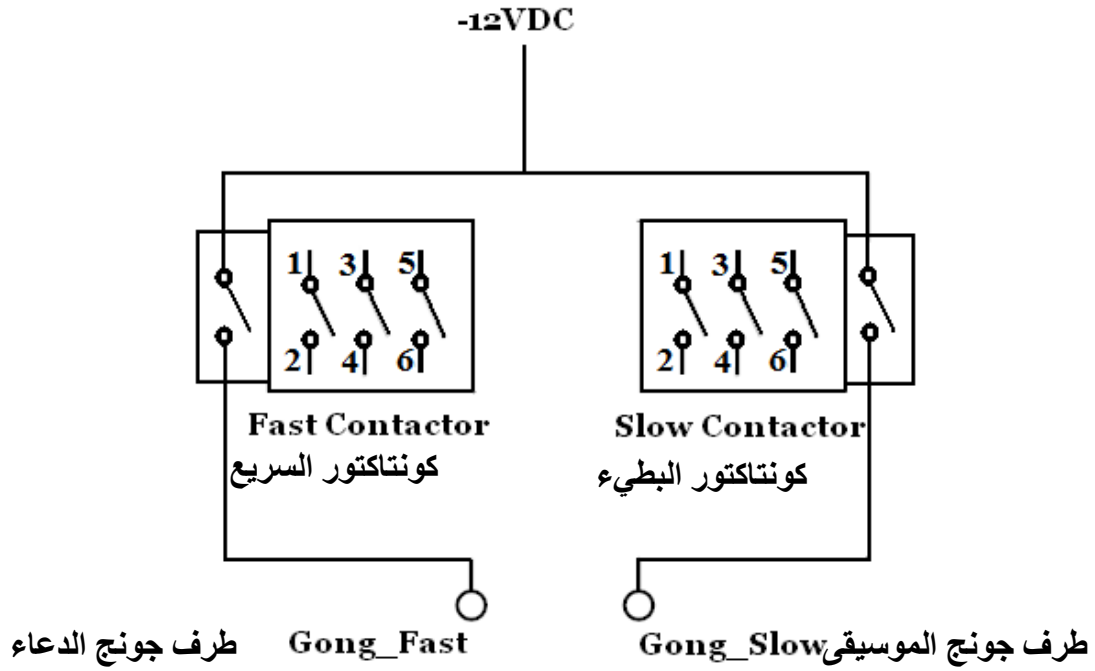 -12VDC
1 3 5 1 3 5
2 4 6 2 4 6
Fast Contactor Slow Contactor
كونتاكتور السريع كونتاكتور البطيء
طرف جونج الدعاء Gong_Fast Gong_Slow طرف جونج الموسيقى